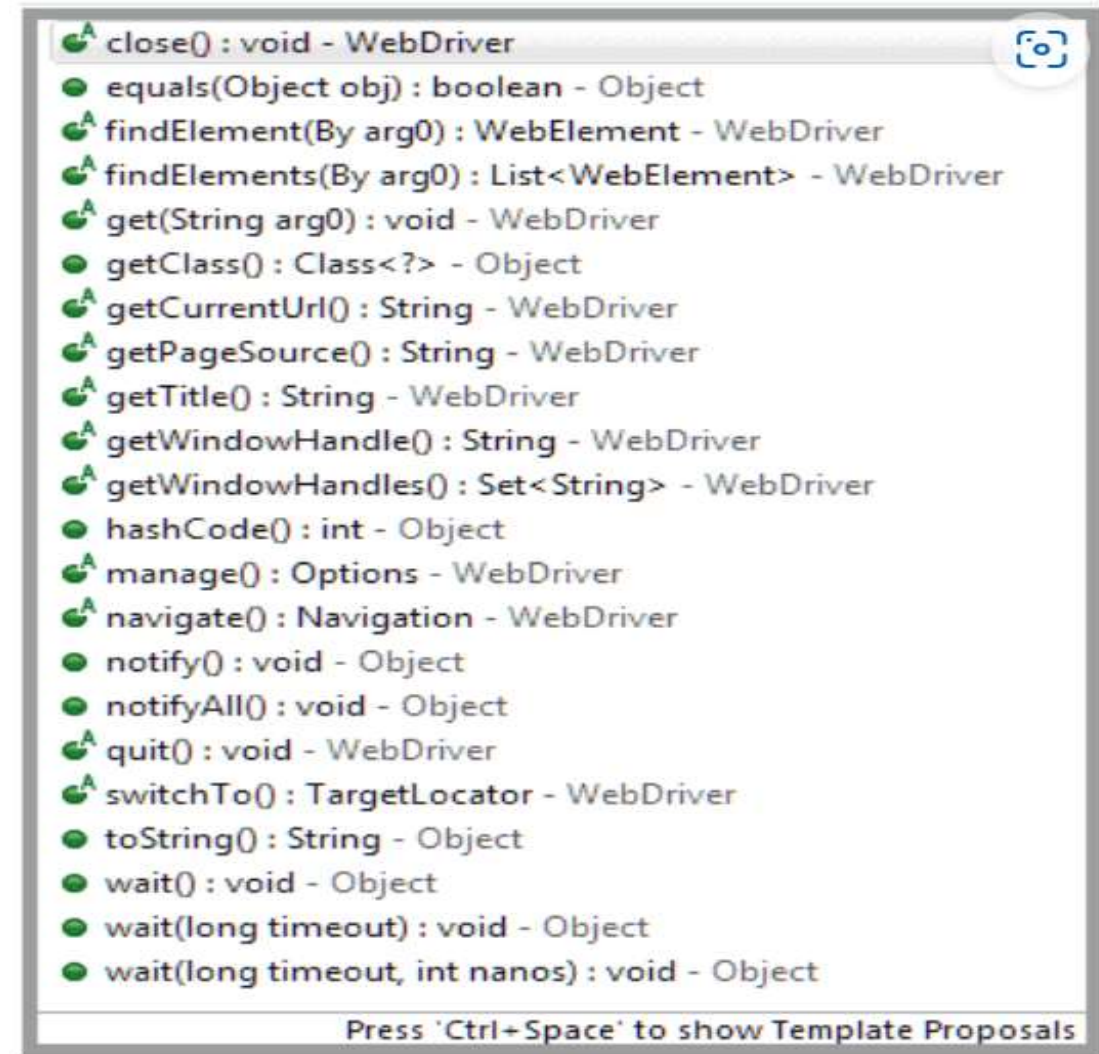 close() : void - WebDriver
equals(Object obj) : boolean - Object
findElement(By arg0) : WebElement - WebDriver
findElements(By arg0) : List<WebElement> - WebDriver
get(String arg0) : void - WebDriver
getClass() : Class<?> - Object
getCurrentUrl() : String - WebDriver
getPageSource() : String - WebDriver
getTitle() : String - WebDriver
getWindowHandle() : String - WebDriver
getWindowHandles() : Set<String> - WebDriver
hashCode() : int - Object
manage() : Options - WebDriver
navigate() : Navigation - WebDriver
notify() : void - Object
notifyAll() : void - Object
quit() : void - WebDriver
switchTo() : TargetLocator - WebDriver
toString() : String - Object
wait() : void - Object
wait(long timeout) : void - Object
wait(long timeout, int nanos) : void - Object
Press 'Ctrl+Space' to show Template Proposals